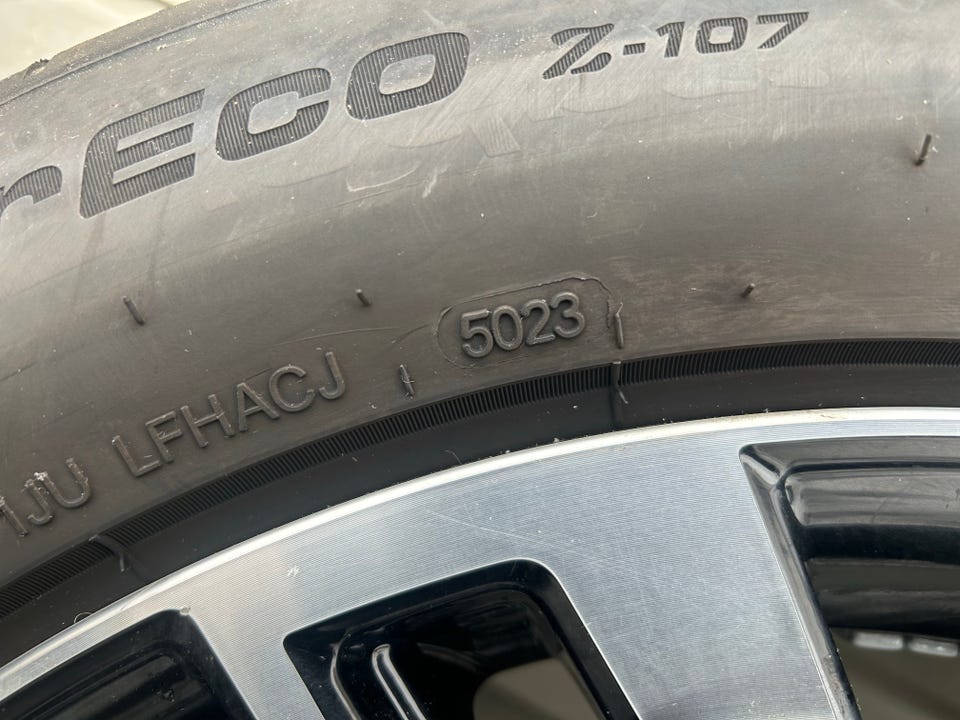 rECO Z-107
5023
1JU LFHACJ